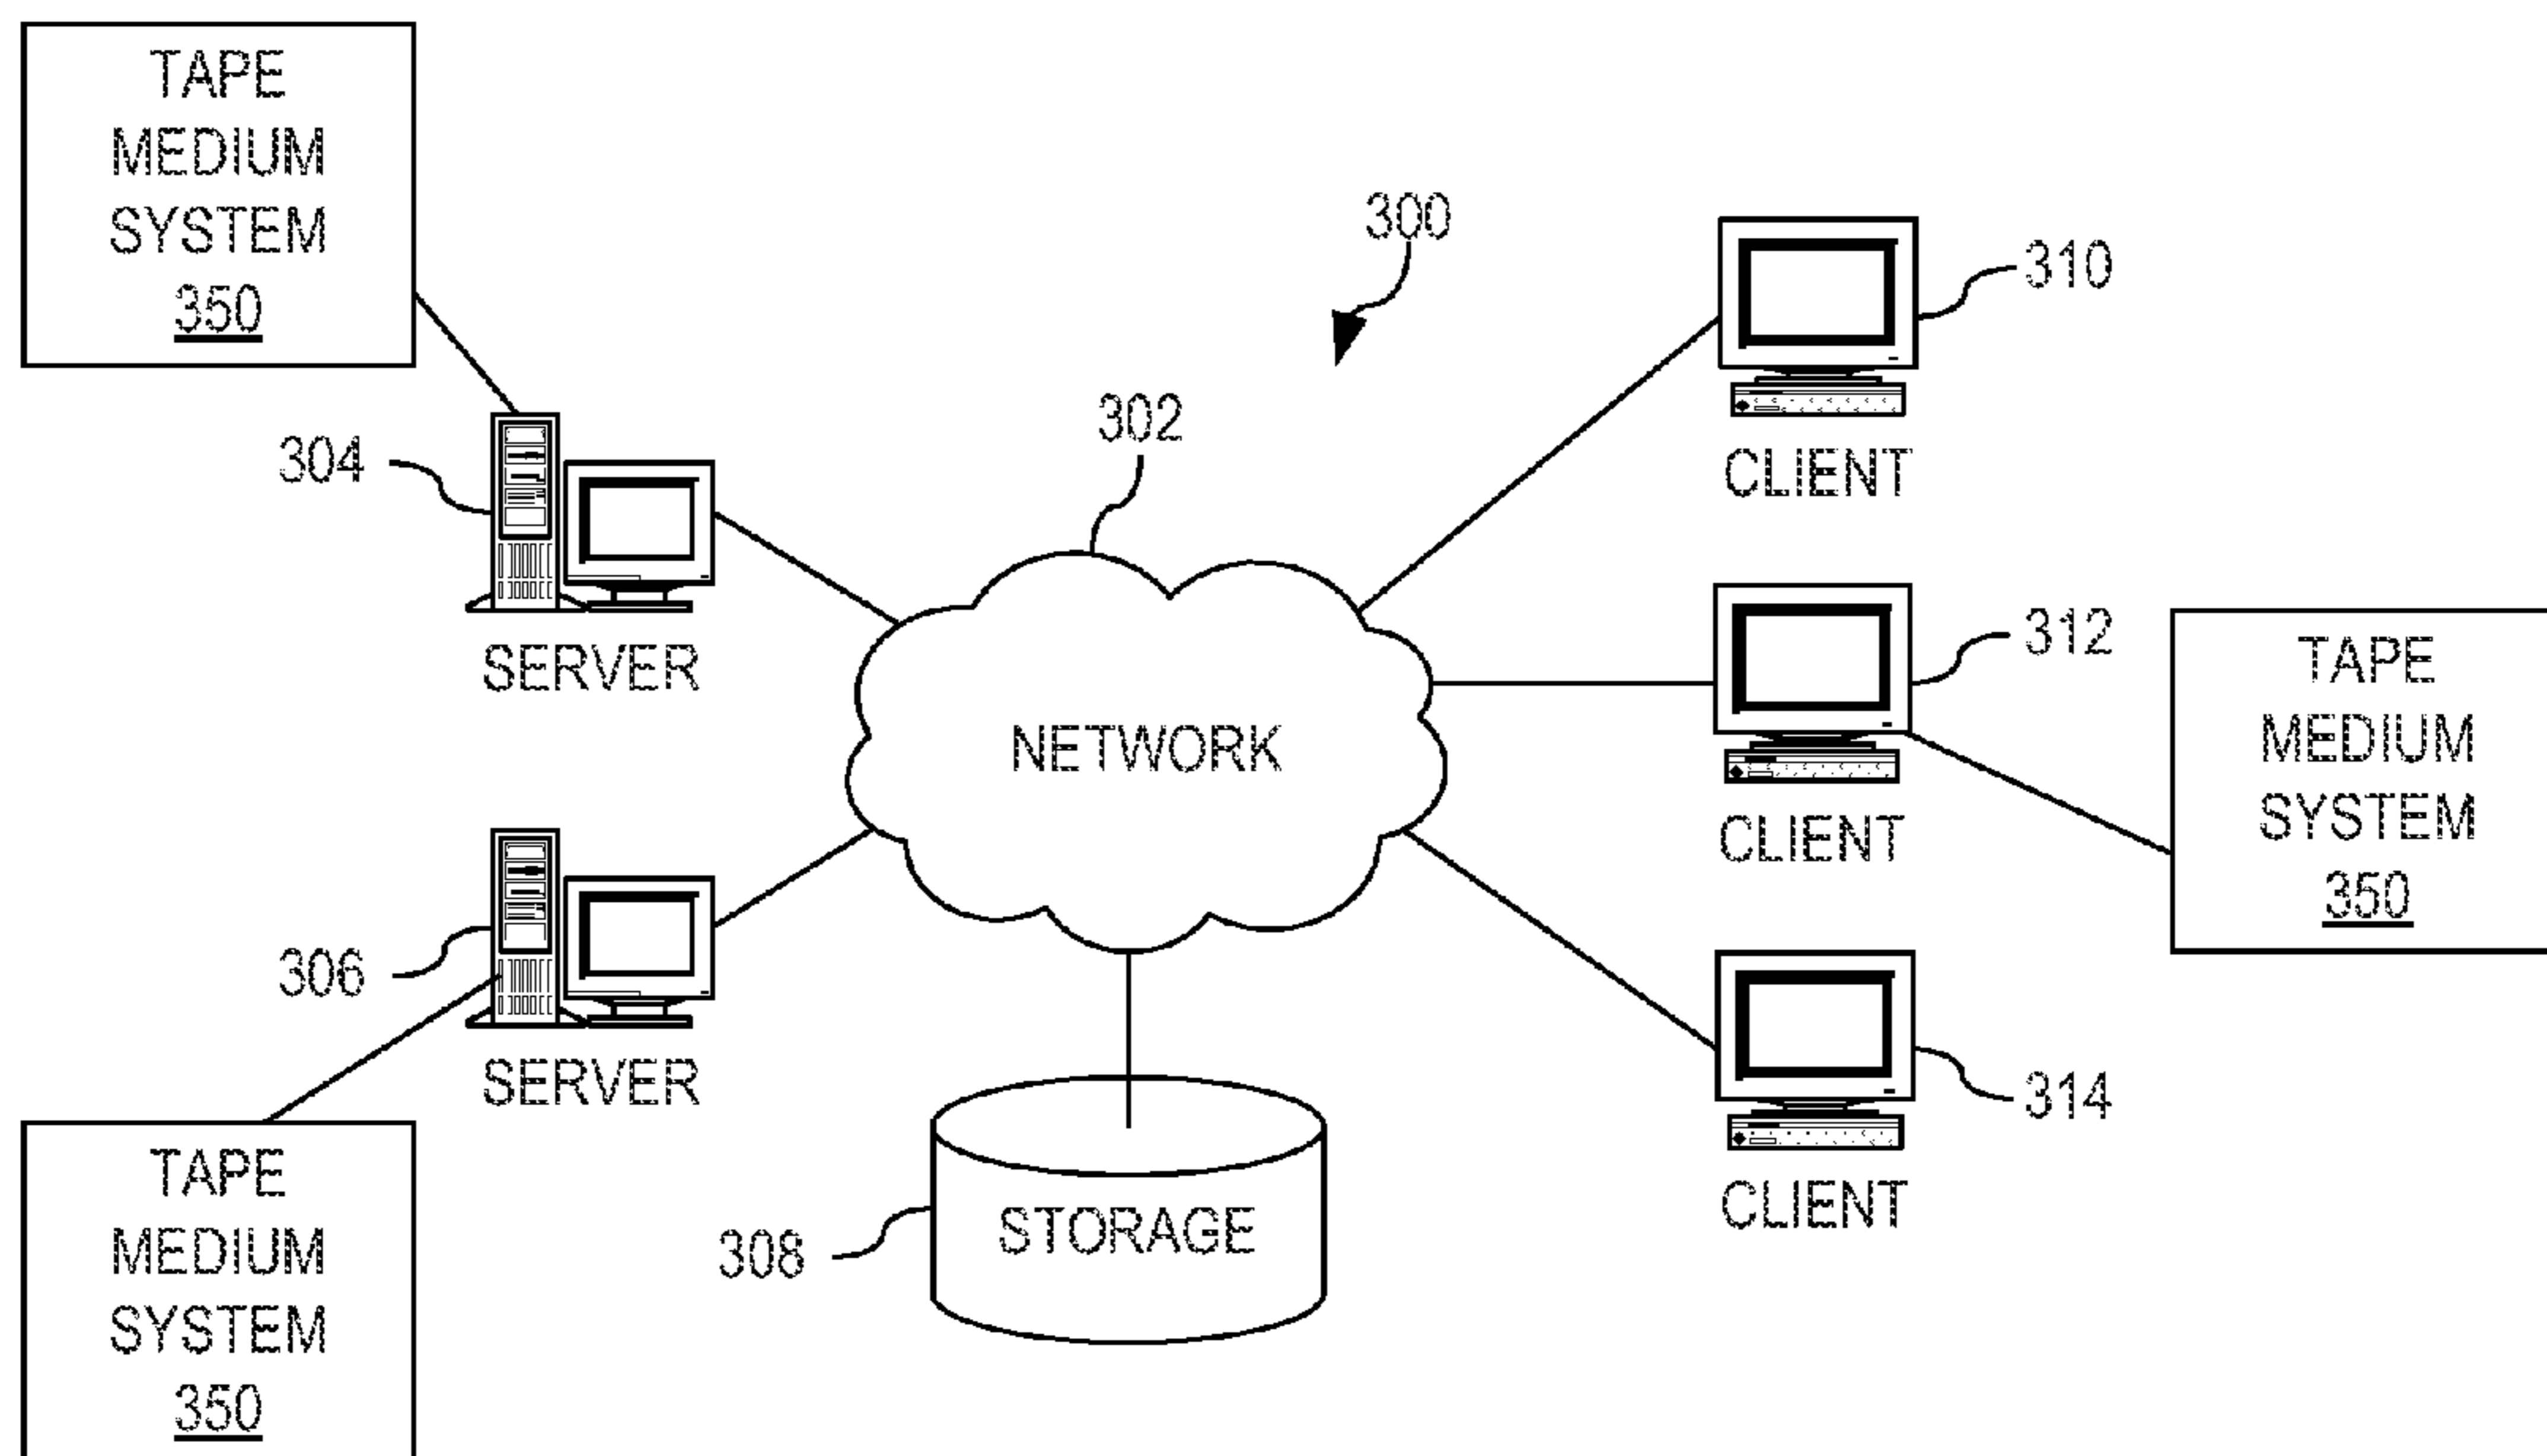 TAPE
MEDIUM
SYSTEM
350
300
310
CLIENT
302
304
SERVER
NETWORK
312
CLIENT
TAPE
MEDIUM
SYSTEM
350
306
SERVER
314
CLIENT
308
STORAGE
TAPE
MEDIUM
SYSTEM
350